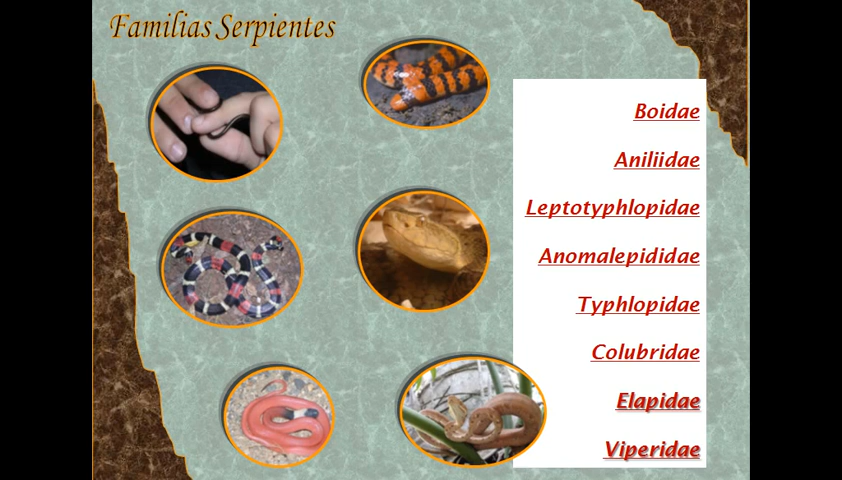 Familias Serpientes
Boidae
Aniliidae
Leptotyphlopidae
Anomalepididae
Typhlopidae
Colubridae
Elapidae
Viperidae